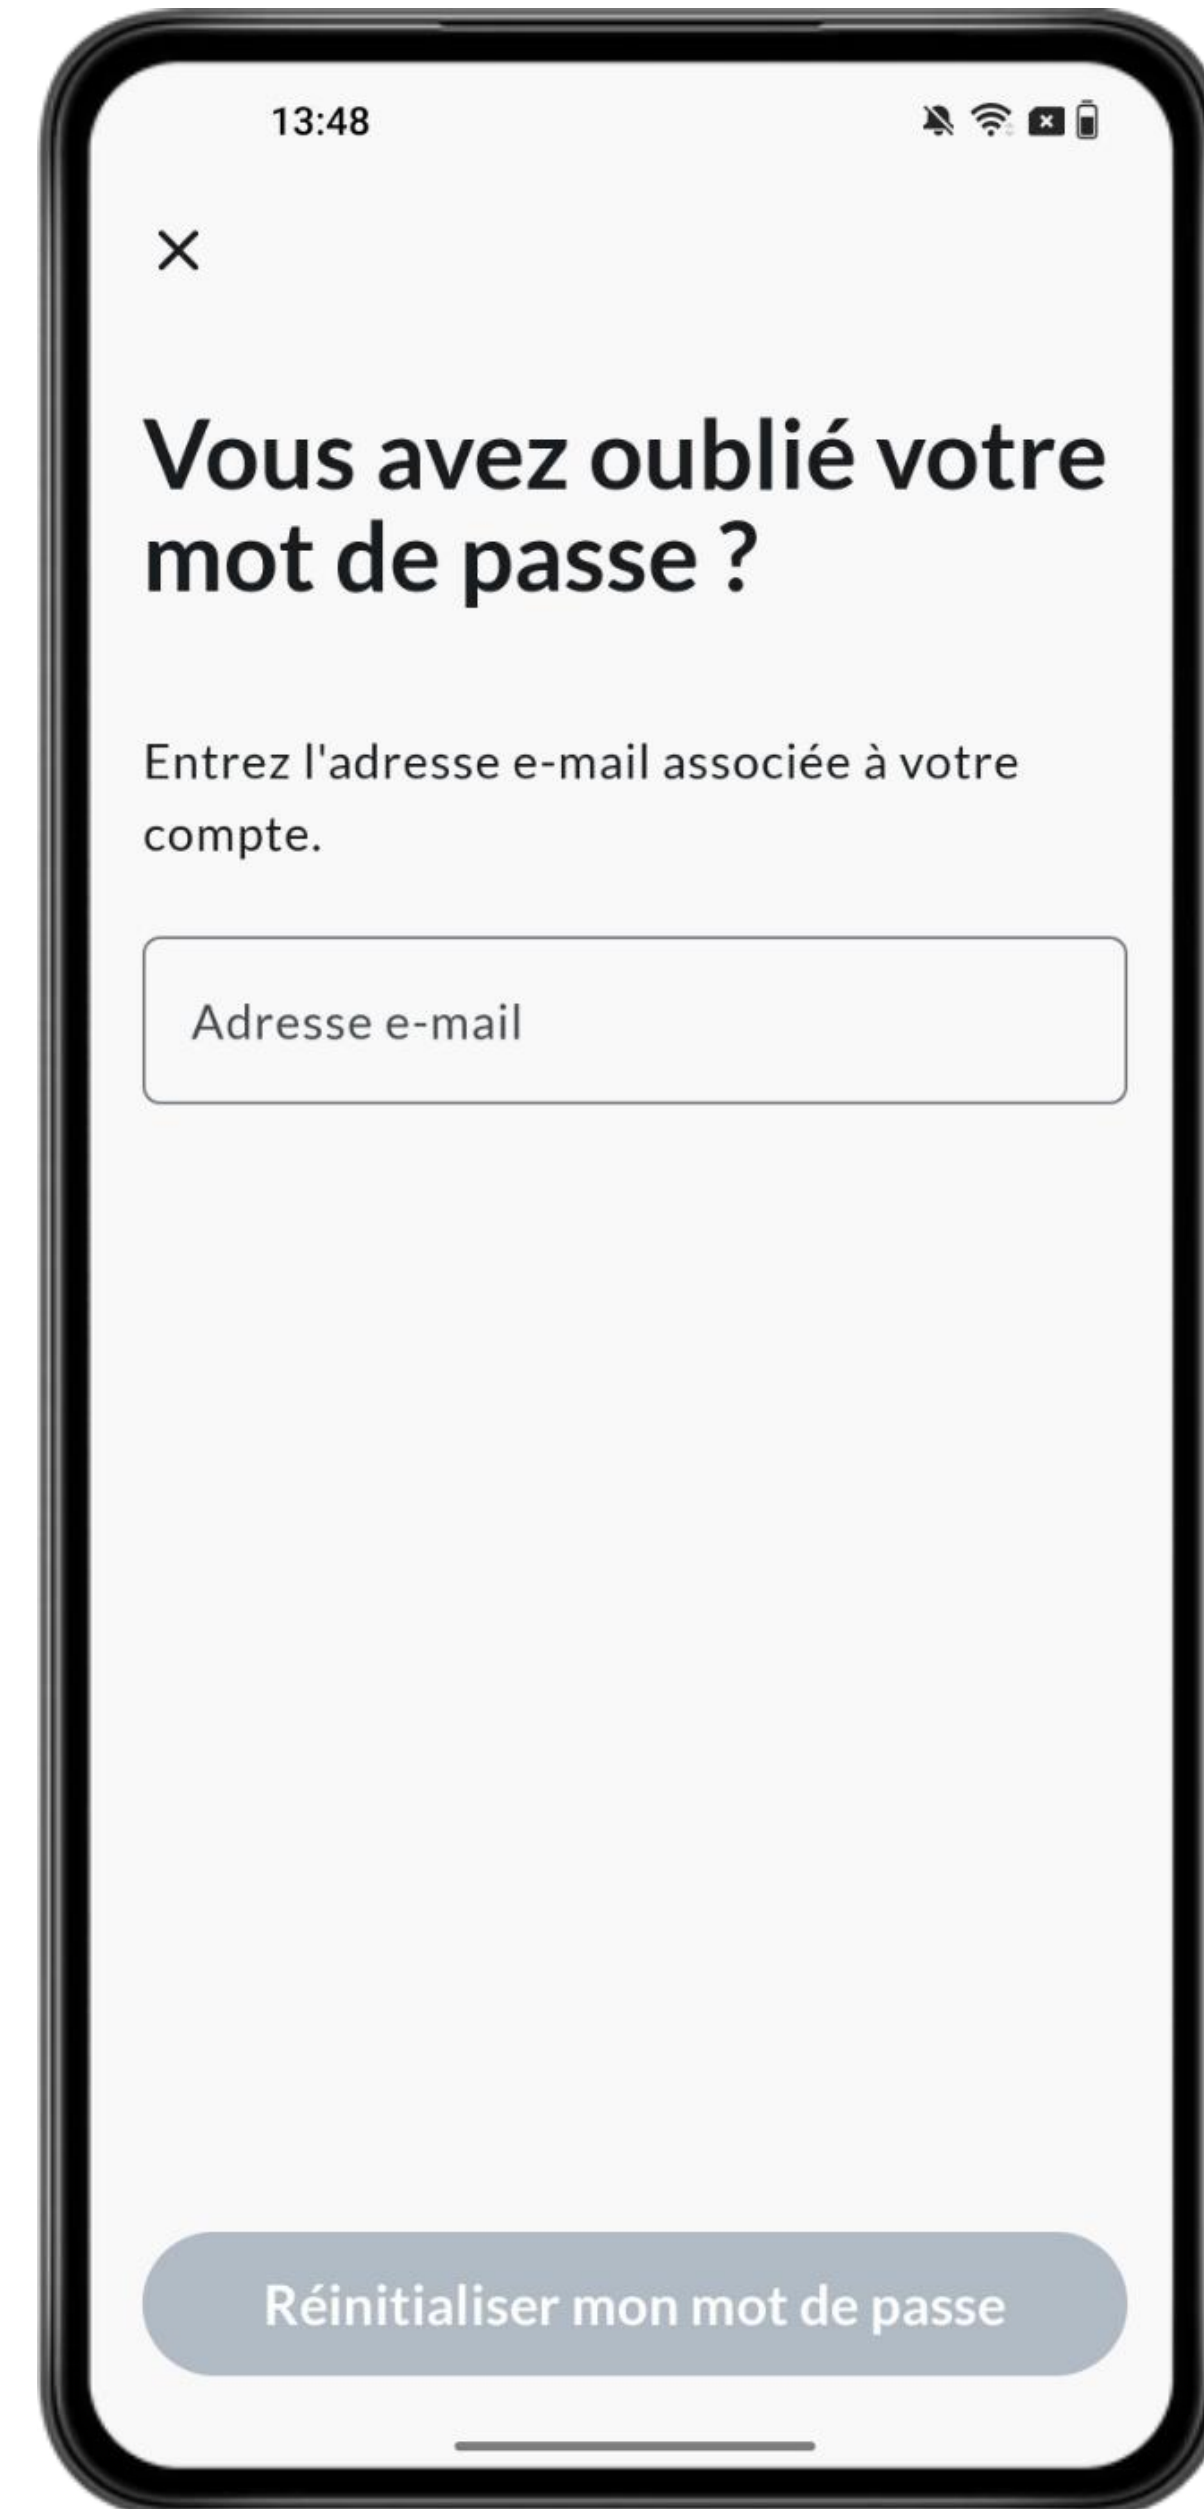 13:48
Vous avez oublié votre
mot de passe ?
Entrez l'adresse e-mail associée à votre
compte.
Adresse e-mail
Réinitialiser mon mot de passe